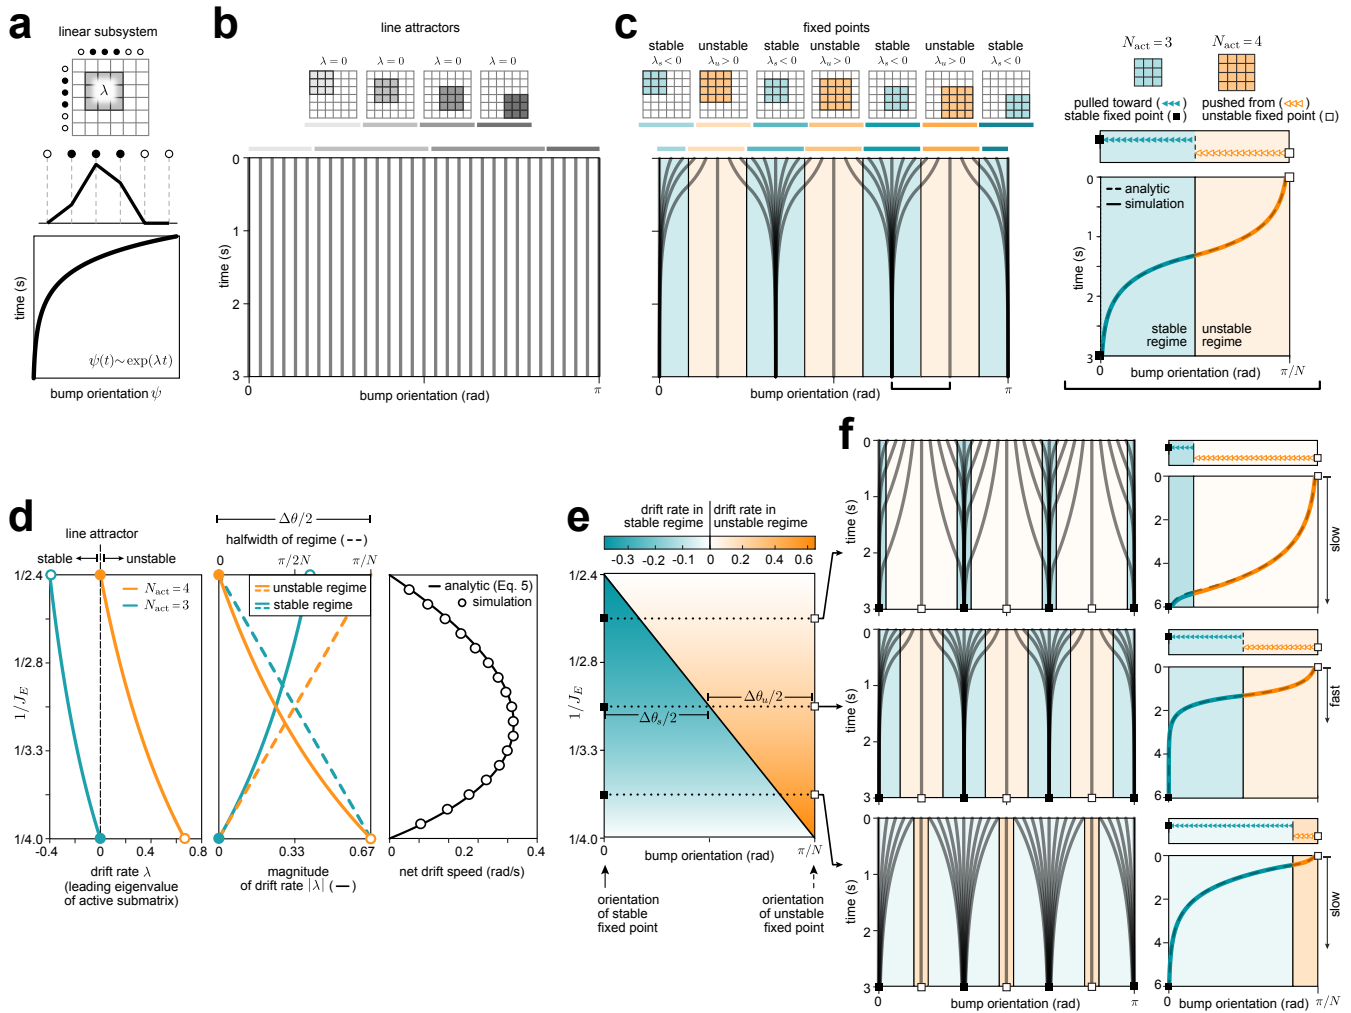 a
linear subsystem
λ
ψ(t)~exp(λt)
time (s)
bump orientation ψ
b
line attractors
λ = 0
λ = 0
λ = 0
λ = 0
0
1
2
3
time (s)
0
π
bump orientation (rad)
c
fixed points
stable
unstable
stable
unstable
stable
unstable
stable
λs < 0
λu > 0
λs < 0
λu > 0
λs < 0
λu > 0
λs < 0
0
1
2
3
time (s)
0
π
bump orientation (rad)
Nact = 3
Nact = 4
pulled toward ( )
stable fixed point ( )
pushed from ( )
unstable fixed point ( )
analytic
simulation
stable
regime
unstable
regime
0
1
2
3
time (s)
0
π/N
bump orientation (rad)
d
line attractor
stable
unstable
Nact = 4
Nact = 3
1/2.4
1/2.8
1/3.3
1/4.0
1/JE
-0.4
0
0.4
0.8
drift rate λ
(leading eigenvalue
of active submatrix)
Δθ/2
halfwidth of regime (--)
0
π/2N
π/N
unstable regime
stable regime
0
0.33
0.67
magnitude
of drift rate |λ| (—)
analytic (Eq. 5)
simulation
0
0.2
0.4
net drift speed (rad/s)
e
drift rate in
stable regime
drift rate in
unstable regime
-0.3
-0.2
-0.1
0
0.2
0.4
0.6
1/2.4
1/2.8
1/3.3
1/4.0
1/JE
Δθs/2
Δθu/2
0
π/N
bump orientation (rad)
orientation
of stable
fixed point
orientation
of unstable
fixed point
f
0
1
2
3
time (s)
0
2
4
6
slow
0
1
2
3
time (s)
0
2
4
6
fast
0
1
2
3
time (s)
0
π
bump orientation (rad)
0
2
4
6
slow
0
π/N
bump orientation (rad)